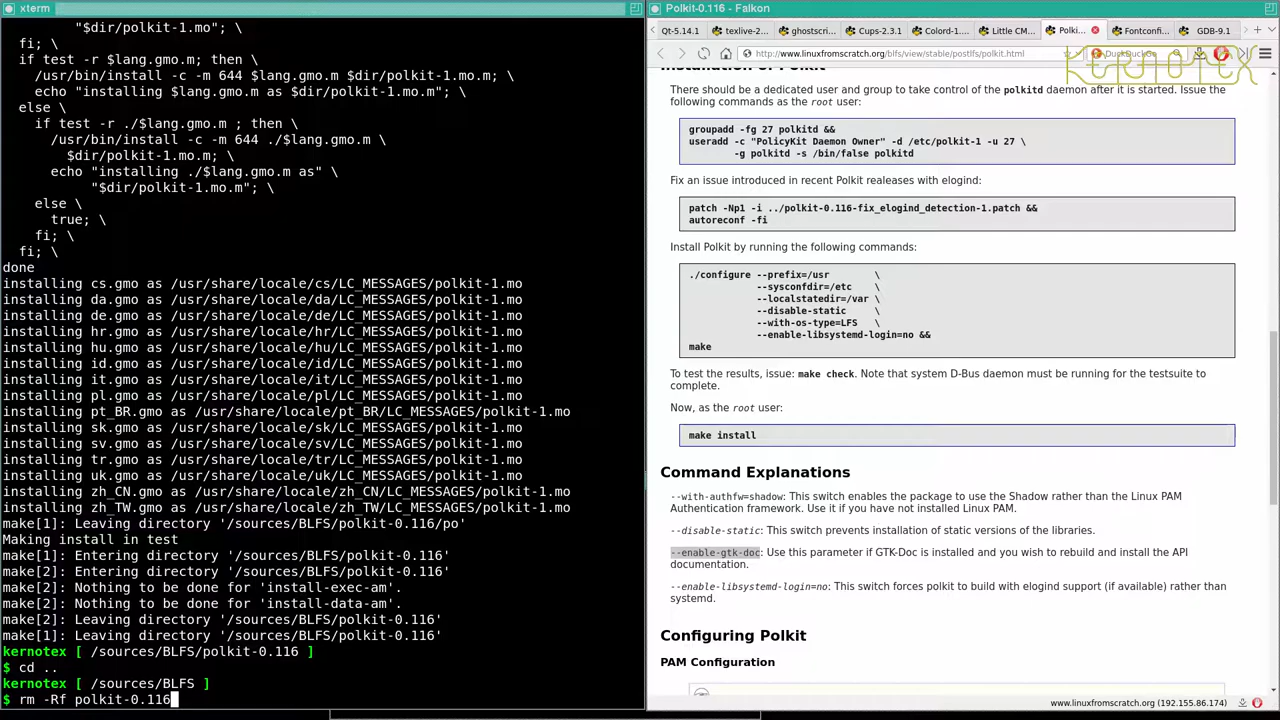 xterm
"$dir/polkit-1.mo"; \
fi; \
if test -r $lang.gmo.m; then \
/usr/bin/install -c -m 644 $lang.gmo.m $dir/polkit-1.mo.m; \
echo "installing $lang.gmo.m as $dir/polkit-1.mo.m"; \
else \
if test -r ./$lang.gmo.m ; then \
/usr/bin/install -c -m 644 ./$lang.gmo.m \
$dir/polkit-1.mo.m; \
echo "installing ./$lang.gmo.m as" \
"$dir/polkit-1.mo.m"; \
else \
true; \
fi; \
fi; \
done
installing cs.gmo as /usr/share/locale/cs/LC_MESSAGES/polkit-1.mo
installing da.gmo as /usr/share/locale/da/LC_MESSAGES/polkit-1.mo
installing de.gmo as /usr/share/locale/de/LC_MESSAGES/polkit-1.mo
installing hr.gmo as /usr/share/locale/hr/LC_MESSAGES/polkit-1.mo
installing hu.gmo as /usr/share/locale/hu/LC_MESSAGES/polkit-1.mo
installing id.gmo as /usr/share/locale/id/LC_MESSAGES/polkit-1.mo
installing it.gmo as /usr/share/locale/it/LC_MESSAGES/polkit-1.mo
installing pl.gmo as /usr/share/locale/pl/LC_MESSAGES/polkit-1.mo
installing pt_BR.gmo as /usr/share/locale/pt_BR/LC_MESSAGES/polkit-1.mo
installing sk.gmo as /usr/share/locale/sk/LC_MESSAGES/polkit-1.mo
installing sv.gmo as /usr/share/locale/sv/LC_MESSAGES/polkit-1.mo
installing tr.gmo as /usr/share/locale/tr/LC_MESSAGES/polkit-1.mo
installing uk.gmo as /usr/share/locale/uk/LC_MESSAGES/polkit-1.mo
installing zh_CN.gmo as /usr/share/locale/zh_CN/LC_MESSAGES/polkit-1.mo
installing zh_TW.gmo as /usr/share/locale/zh_TW/LC_MESSAGES/polkit-1.mo
make[1]: Leaving directory '/sources/BLFS/polkit-0.116/po'
Making install in test
make[1]: Entering directory '/sources/BLFS/polkit-0.116'
make[2]: Entering directory '/sources/BLFS/polkit-0.116'
make[2]: Nothing to be done for 'install-exec-am'.
make[2]: Nothing to be done for 'install-data-am'.
make[2]: Leaving directory '/sources/BLFS/polkit-0.116'
make[1]: Leaving directory '/sources/BLFS/polkit-0.116'
kernotex [ /sources/BLFS/polkit-0.116 ]
$ cd ..
kernotex [ /sources/BLFS ]
$ rm -Rf polkit-0.116
Polkit-0.116 - Falkon
Qt-5.14.1 texlive-2... ghostscrip Cups-2.3.1 Colord-1.... Little CM... Polki... Fontconfi GDB-9.1
http://www.linuxfromscratch.org/blfs/view/stable/postlfs/polkit.html DuckDuckGo
KERNOTEX
Installation of Polkit
There should be a dedicated user and group to take control of the polkitd daemon after it is started. Issue the
following commands as the root user:
groupadd -fg 27 polkitd &&
useradd -c "PolicyKit Daemon Owner" -d /etc/polkit-1 -u 27 \
-g polkitd -s /bin/false polkitd
Fix an issue introduced in recent Polkit realeases with elogind:
patch -Np1 -i ../polkit-0.116-fix_elogind_detection-1.patch &&
autoreconf -fi
Install Polkit by running the following commands:
./configure --prefix=/usr \
--sysconfdir=/etc \
--localstatedir=/var \
--disable-static \
--with-os-type=LFS \
--enable-libsystemd-login=no &&
make
To test the results, issue: make check. Note that system D-Bus daemon must be running for the testsuite to
complete.
Now, as the root user:
make install
Command Explanations
--with-authfw=shadow: This switch enables the package to use the Shadow rather than the Linux PAM
Authentication framework. Use it if you have not installed Linux PAM.
--disable-static: This switch prevents installation of static versions of the libraries.
--enable-gtk-doc: Use this parameter if GTK-Doc is installed and you wish to rebuild and install the API
documentation.
--enable-libsystemd-login=no: This switch forces polkit to build with elogind support (if available) rather than
systemd.
Configuring Polkit
PAM Configuration
www.linuxfromscratch.org (192.155.86.174)